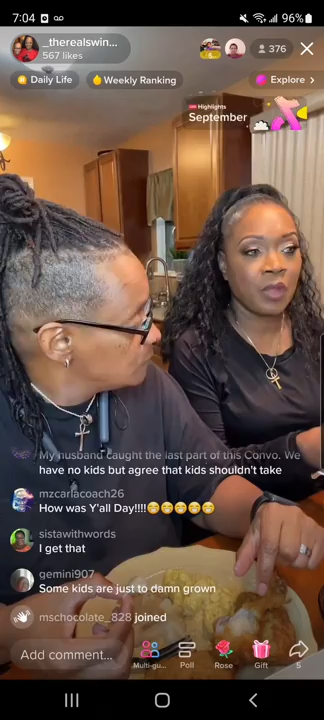 7:04
96%
_therealswin...
567 likes
376
Daily Life
Weekly Ranking
Explore
Highlights
September
My husband caught the last part of this Convo. We
have no kids but agree that kids shouldn't take
mzcarlacoach26
How was Y'all Day!!!!😁😁😁😁😁
sistawithwords
I get that
gemini907
Some kids are just to damn grown
mschocolate_828 joined
Add comment...
Multi-gu...
Poll
Rose
Gift
5